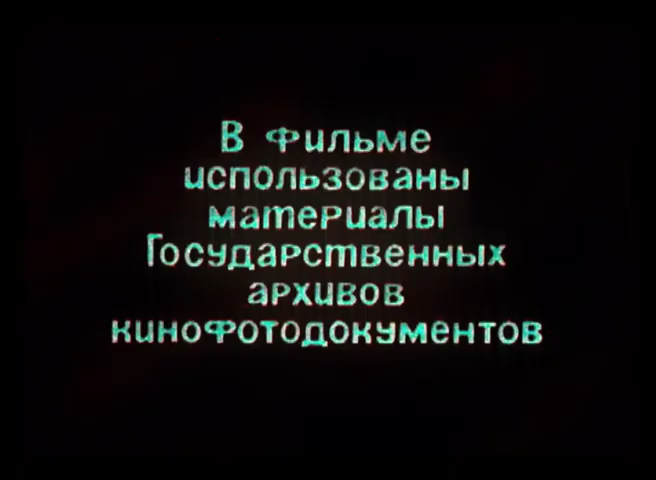 В фильме
использованы
материалы
Государственных
архивов
кинофотодокументов